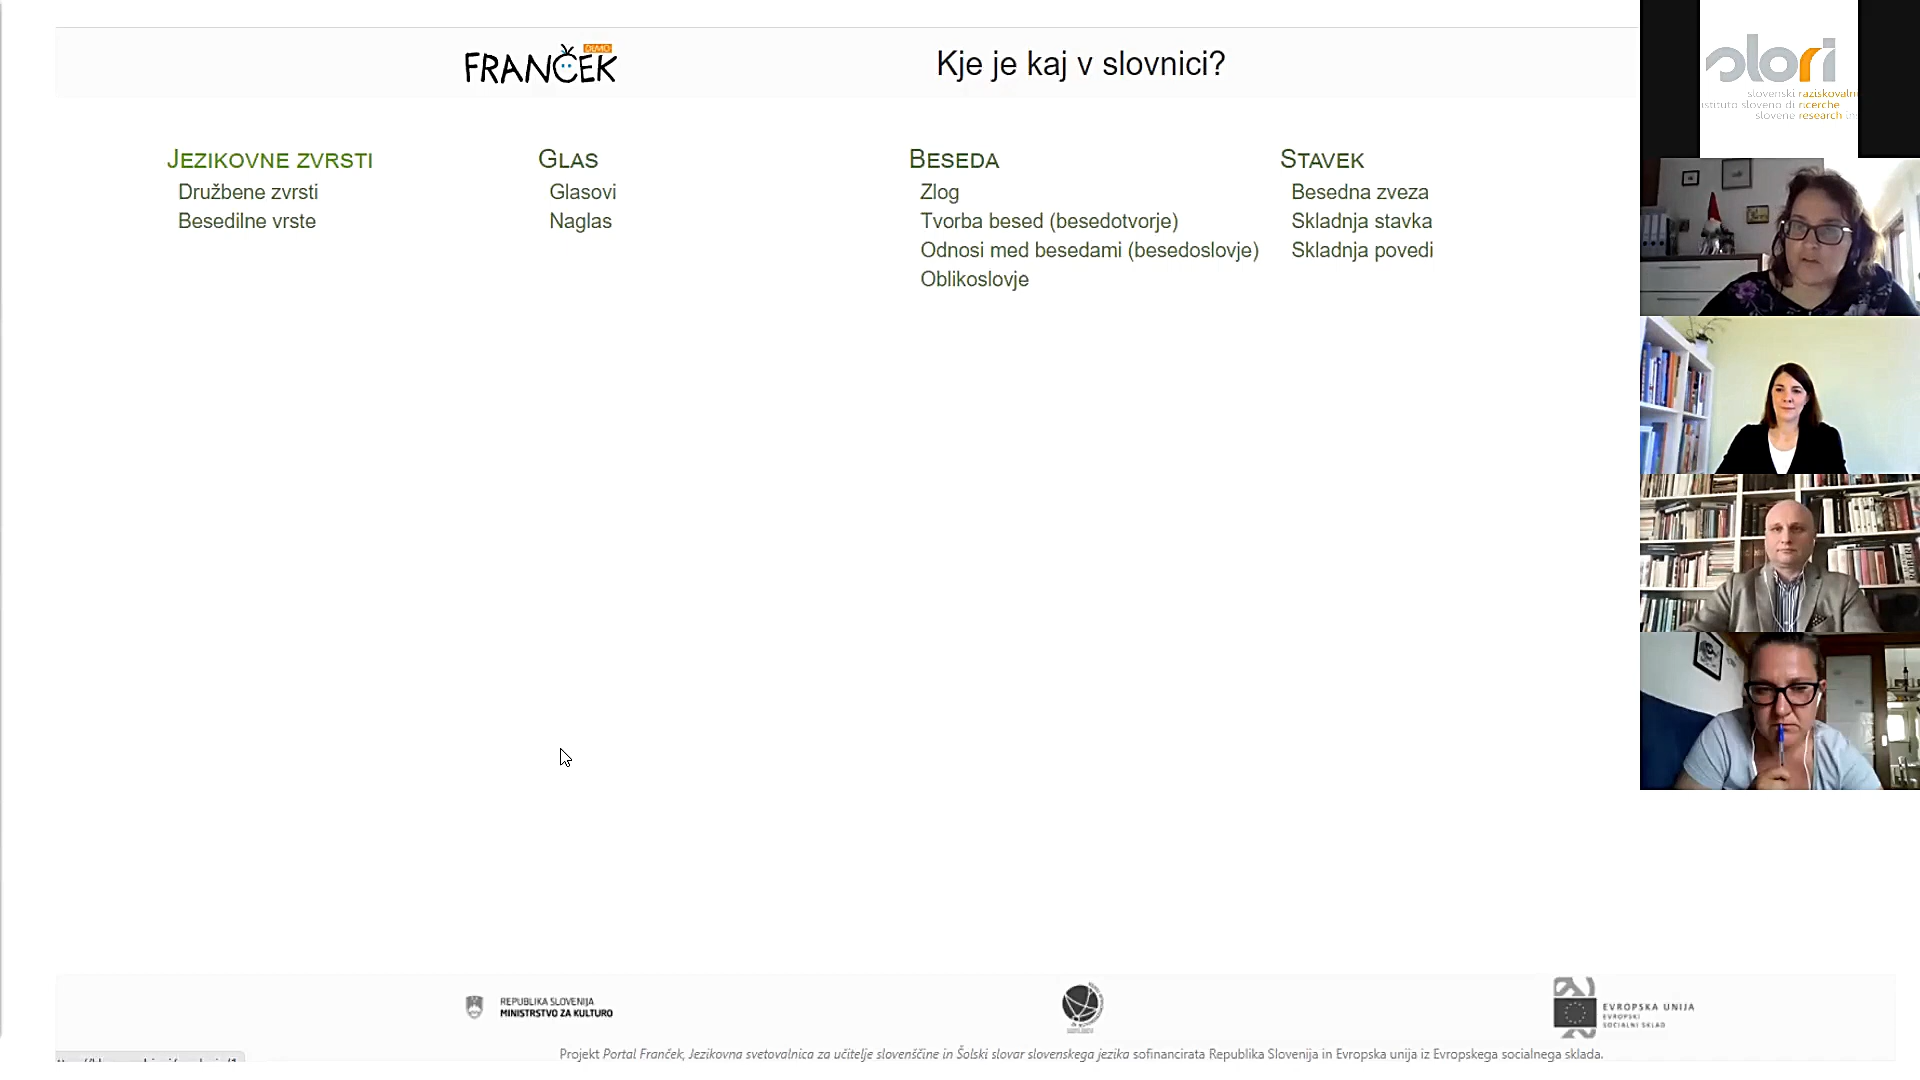 FRANČEK
DEMO
Kje je kaj v slovnici?
JEZIKOVNE ZVRSTI
Družbene zvrsti
Besedilne vrste
GLAS
Glasovi
Naglas
BESEDA
Zlog
Tvorba besed (besedotvorje)
Odnosi med besedami (besedoslovje)
Oblikoslovje
STAVEK
Besedna zveza
Skladnja stavka
Skladnja povedi
slori
slovenski raziskovaln
istituto sloveno di ricerche
slovene research
REPUBLIKA SLOVENIJA
MINISTRSTVO ZA KULTURO
EVROPSKA UNIJA
EVROPSKI
SOCIALNI SKLAD
Projekt Portal Franček, Jezikovna svetovalnica za učitelje slovenščine in Šolski slovar slovenskega jezika sofinancirata Republika Slovenija in Evropska unija iz Evropskega socialnega sklada.